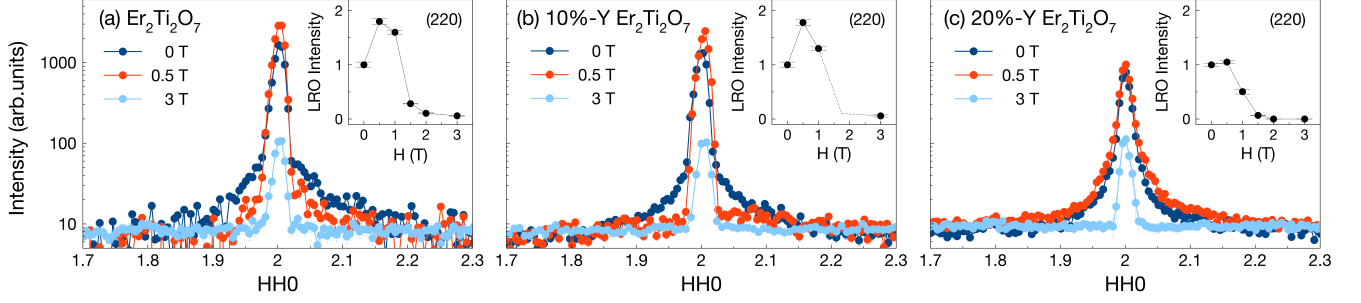 (a) Er2Ti2O7
0 T
0.5 T
3 T
Intensity (arb.units)
1000
100
10
1.7
1.8
1.9
2
2.1
2.2
2.3
HH0
(220)
LRO Intensity
2
1
0
0
1
2
3
H (T)
(b) 10%-Y Er2Ti2O7
0 T
0.5 T
3 T
1.7
1.8
1.9
2.0
2.1
2.2
2.3
HH0
(220)
LRO Intensity
2
1
0
0
1
2
3
H (T)
(c) 20%-Y Er2Ti2O7
0 T
0.5 T
3 T
1.7
1.8
1.9
2
2.1
2.2
2.3
HH0
(220)
LRO Intensity
2
1
0
0
1
2
3
H (T)